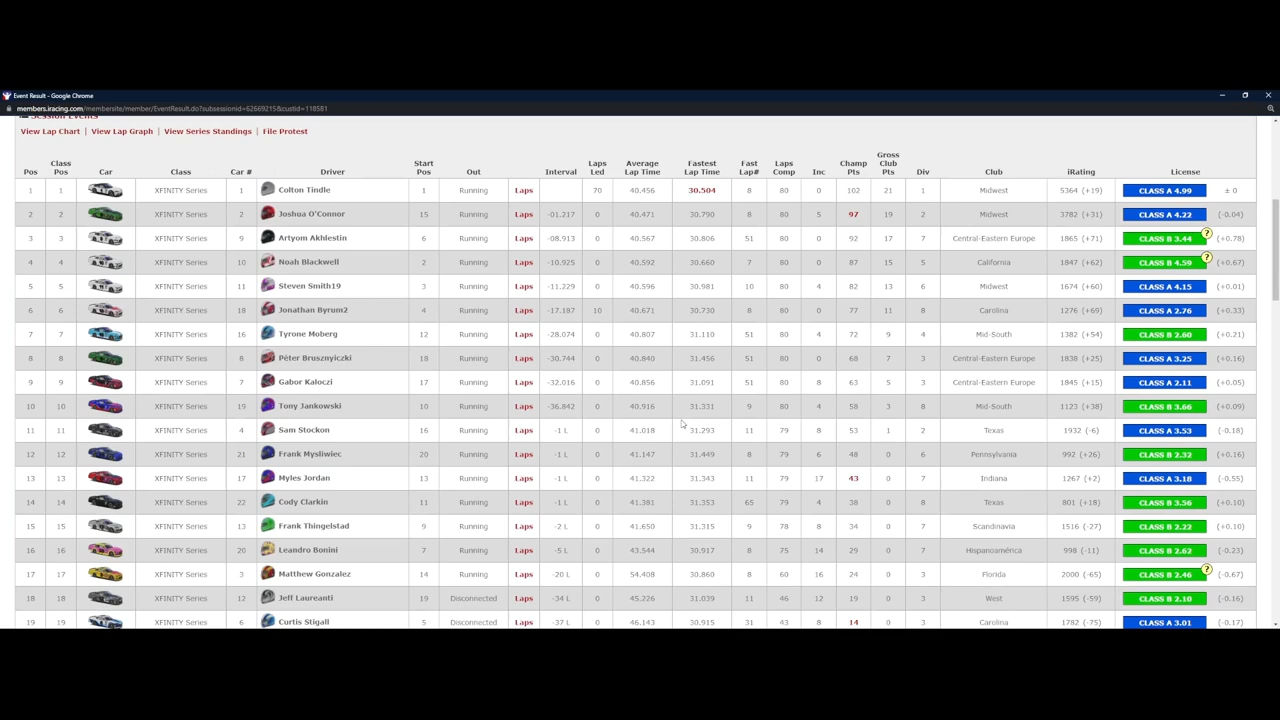 Event Result - Google Chrome
members.iracing.com/membersite/member/EventResult.do?subsessionid=62669215&custid=118581
Session Events
View Lap Chart | View Lap Graph | View Series Standings | File Protest
Pos Class Pos Car Class Car # Driver Start Pos Out Interval Laps Led Average Lap Time Fastest Lap Time Fast Lap# Laps Comp Inc Champ Pts Gross Club Pts Div Club iRating License
1 1 XFINITY Series 1 Colton Tindle 1 Running Laps 70 40.456 30.504 8 80 0 102 21 1 Midwest 5364 (+19) CLASS A 4.99 ± 0
2 2 XFINITY Series 2 Joshua O'Connor 15 Running Laps -01.217 0 40.471 30.790 8 80 5 97 19 2 Midwest 3782 (+31) CLASS A 4.22 (-0.04)
3 3 XFINITY Series 9 Artyom Akhlestin 6 Running Laps -08.913 0 40.567 30.806 51 80 0 92 17 7 Central-Eastern Europe 1865 (+71) CLASS B 3.44 ? (+0.78)
4 4 XFINITY Series 10 Noah Blackwell 2 Running Laps -10.925 0 40.592 30.660 7 80 0 87 15 5 California 1847 (+62) CLASS B 4.59 ? (+0.67)
5 5 XFINITY Series 11 Steven Smith19 3 Running Laps -11.229 0 40.596 30.981 10 80 4 82 13 6 Midwest 1674 (+60) CLASS A 4.15 (+0.01)
6 6 XFINITY Series 18 Jonathan Byrum2 4 Running Laps -17.187 10 40.671 30.730 8 80 0 77 11 8 Carolina 1276 (+69) CLASS A 2.76 (+0.33)
7 7 XFINITY Series 16 Tyrone Moberg 12 Running Laps -28.074 0 40.807 31.110 51 80 4 72 9 4 Mid-South 1382 (+54) CLASS B 2.60 (+0.21)
8 8 XFINITY Series 8 Péter Brusznyiczki 18 Running Laps -30.744 0 40.840 31.456 51 80 4 68 7 3 Central-Eastern Europe 1838 (+25) CLASS A 3.25 (+0.16)
9 9 XFINITY Series 7 Gabor Kaloczi 17 Running Laps -32.016 0 40.856 31.091 51 80 8 63 5 3 Central-Eastern Europe 1845 (+15) CLASS A 2.11 (+0.05)
10 10 XFINITY Series 19 Tony Jankowski 10 Running Laps -36.842 0 40.916 31.331 9 80 4 58 3 8 Mid-South 1123 (+38) CLASS B 3.66 (+0.09)
11 11 XFINITY Series 4 Sam Stockon 16 Running Laps -1 L 0 41.018 31.293 11 79 8 53 1 2 Texas 1932 (-6) CLASS A 3.53 (-0.18)
12 12 XFINITY Series 21 Frank Mysliwiec 20 Running Laps -1 L 0 41.147 31.449 8 79 6 48 0 6 Pennsylvania 992 (+26) CLASS B 2.32 (+0.16)
13 13 XFINITY Series 17 Myles Jordan 13 Running Laps -1 L 0 41.322 31.343 11 79 17 43 0 7 Indiana 1267 (+2) CLASS A 3.18 (-0.55)
14 14 XFINITY Series 22 Cody Clarkin 11 Running Laps -1 L 0 41.381 31.353 65 79 4 38 0 8 Texas 801 (+18) CLASS B 3.56 (+0.10)
15 15 XFINITY Series 13 Frank Thingelstad 9 Running Laps -2 L 0 41.650 31.315 9 78 6 34 0 7 Scandinavia 1516 (-27) CLASS B 2.22 (+0.10)
16 16 XFINITY Series 20 Leandro Bonini 7 Running Laps -5 L 0 43.544 30.917 8 75 14 29 0 7 Hispanoamérica 998 (-11) CLASS B 2.62 (-0.23)
17 17 XFINITY Series 3 Matthew Gonzalez 14 Running Laps -20 L 0 54.408 30.860 8 60 16 24 0 3 Florida 2000 (-65) CLASS B 2.46 ? (-0.67)
18 18 XFINITY Series 12 Jeff Laureanti 19 Disconnected Laps -34 L 0 45.226 31.039 11 46 12 19 0 3 West 1595 (-59) CLASS B 2.10 (-0.16)
19 19 XFINITY Series 6 Curtis Stigall 5 Disconnected Laps -37 L 0 46.143 30.915 31 43 8 14 0 3 Carolina 1782 (-75) CLASS A 3.01 (-0.17)